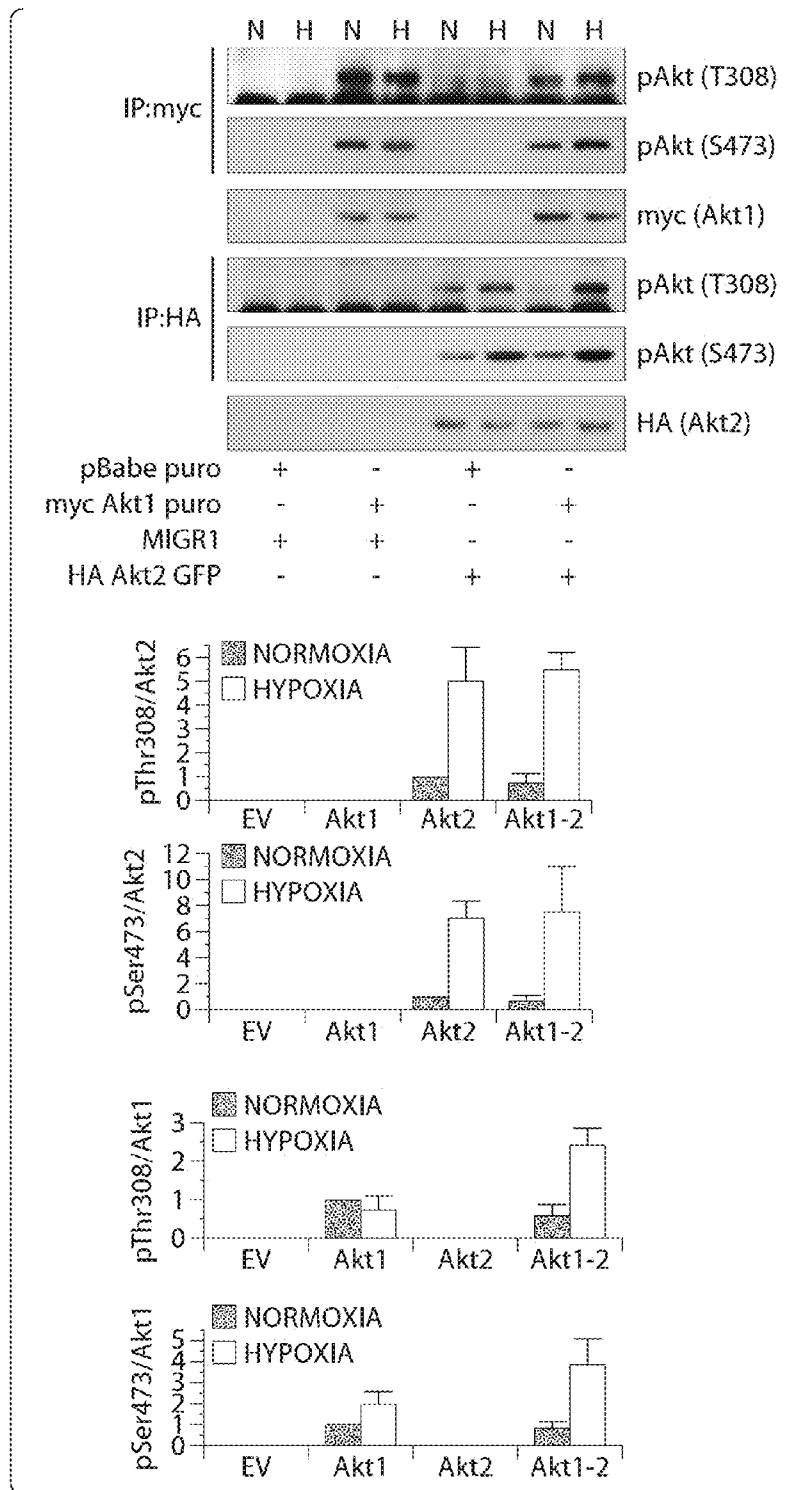 N H N H N H N H
IP:myc
pAkt (T308)
pAkt (S473)
myc (Akt1)
IP:HA
pAkt (T308)
pAkt (S473)
HA (Akt2)
pBabe puro + - + -
myc Akt1 puro - + - +
MIGR1 + + - -
HA Akt2 GFP - - + +
pThr308/Akt2
6
5
4
3
2
1
0
NORMOXIA
HYPOXIA
EV Akt1 Akt2 Akt1-2
pSer473/Akt2
12
10
8
6
4
2
0
NORMOXIA
HYPOXIA
EV Akt1 Akt2 Akt1-2
pThr308/Akt1
3
2
1
0
NORMOXIA
HYPOXIA
EV Akt1 Akt2 Akt1-2
pSer473/Akt1
5
4
3
2
1
0
NORMOXIA
HYPOXIA
EV Akt1 Akt2 Akt1-2